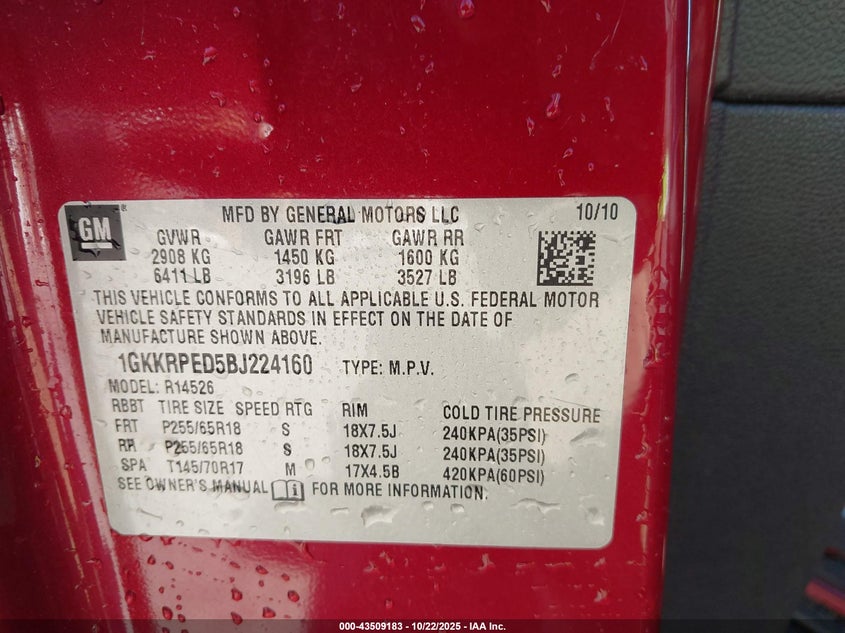 GM
MFD BY GENERAL MOTORS LLC 10/10
GVWR GAWR FRT GAWR RR
2908 KG 1450 KG 1600 KG
6411 LB 3196 LB 3527 LB
THIS VEHICLE CONFORMS TO ALL APPLICABLE U.S. FEDERAL MOTOR
VEHICLE SAFETY STANDARDS IN EFFECT ON THE DATE OF
MANUFACTURE SHOWN ABOVE.
1GKKRPED5BJ224160 TYPE: M.P.V.
MODEL: R14526
RBBT TIRE SIZE SPEED RTG RIM COLD TIRE PRESSURE
FRT P255/65R18 S 18X7.5J 240KPA(35PSI)
RR P255/65R18 S 18X7.5J 240KPA(35PSI)
SPA T145/70R17 M 17X4.5B 420KPA(60PSI)
SEE OWNER'S MANUAL FOR MORE INFORMATION.
000-43509183 - 10/22/2025 - IAA Inc.